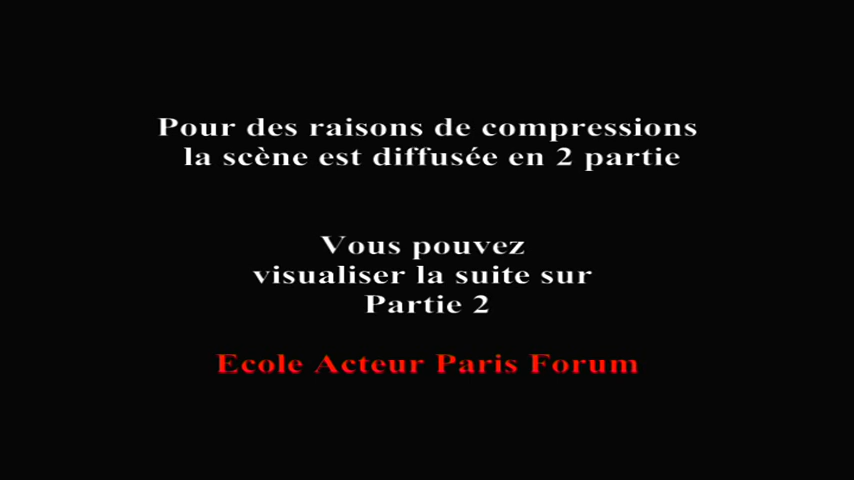 Pour des raisons de compressions
la scène est diffusée en 2 partie
Vous pouvez
visualiser la suite sur
Partie 2
Ecole Acteur Paris Forum